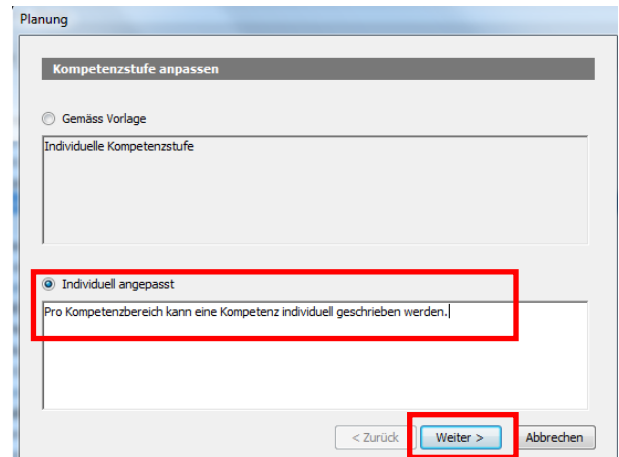 Planung
Kompetenzstufe anpassen
Gemäss Vorlage
Individuelle Kompetenzstufe
Individuell angepasst
Pro Kompetenzbereich kann eine Kompetenz individuell geschrieben werden.
< Zurück Weiter > Abbrechen